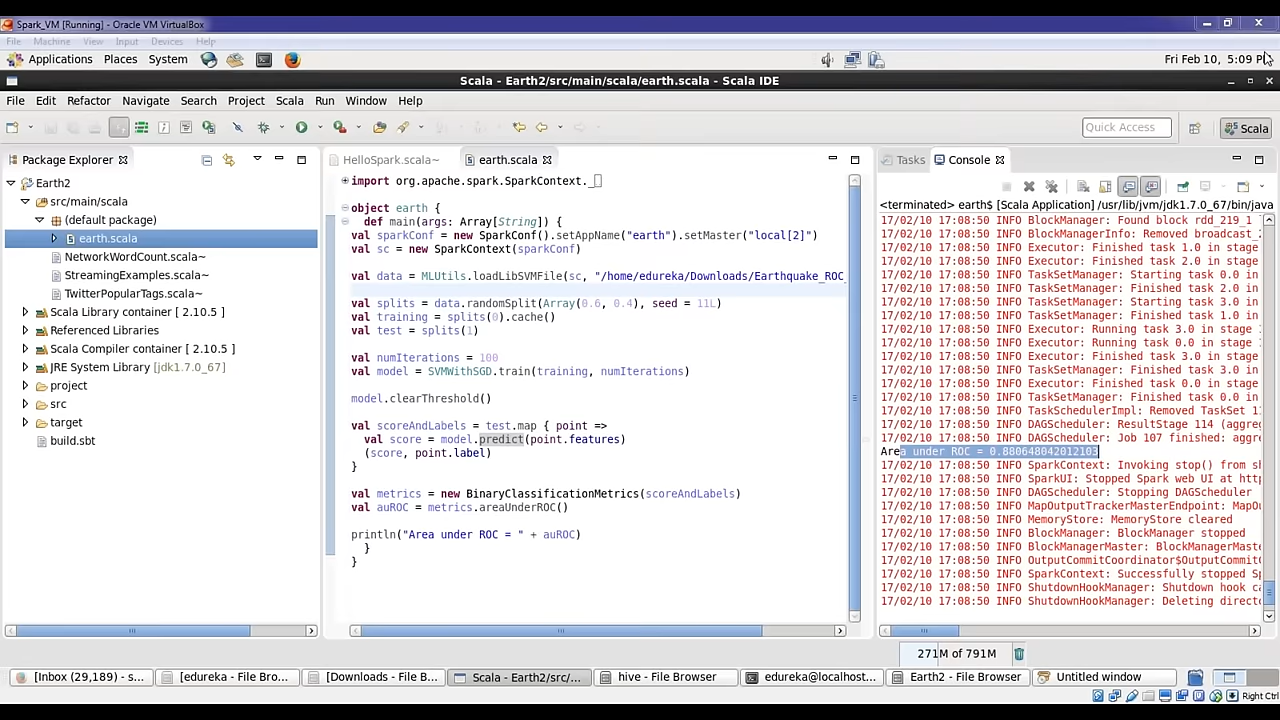 Spark_VM [Running] - Oracle VM VirtualBox
File Machine View Input Devices Help
Applications Places System
Fri Feb 10, 5:09 P
Scala - Earth2/src/main/scala/earth.scala - Scala IDE
File Edit Refactor Navigate Search Project Scala Run Window Help
Quick Access
Scala
Package Explorer
Earth2
src/main/scala
(default package)
earth.scala
NetworkWordCount.scala~
StreamingExamples.scala~
TwitterPopularTags.scala~
Scala Library container [ 2.10.5 ]
Referenced Libraries
Scala Compiler container [ 2.10.5 ]
JRE System Library [jdk1.7.0_67]
project
src
target
build.sbt
HelloSpark.scala~ earth.scala
import org.apache.spark.SparkContext._
object earth {
def main(args: Array[String]) {
val sparkConf = new SparkConf().setAppName("earth").setMaster("local[2]")
val sc = new SparkContext(sparkConf)
val data = MLUtils.loadLibSVMFile(sc, "/home/edureka/Downloads/Earthquake_ROC_
val splits = data.randomSplit(Array(0.6, 0.4), seed = 11L)
val training = splits(0).cache()
val test = splits(1)
val numIterations = 100
val model = SVMWithSGD.train(training, numIterations)
model.clearThreshold()
val scoreAndLabels = test.map { point =>
val score = model.predict(point.features)
(score, point.label)
}
val metrics = new BinaryClassificationMetrics(scoreAndLabels)
val auROC = metrics.areaUnderROC()
println("Area under ROC = " + auROC)
}
}
Tasks Console
<terminated> earth$ [Scala Application] /usr/lib/jvm/jdk1.7.0_67/bin/java
17/02/10 17:08:50 INFO BlockManager: Found block rdd_219_1
17/02/10 17:08:50 INFO BlockManagerInfo: Removed broadcast_
17/02/10 17:08:50 INFO Executor: Finished task 1.0 in stage
17/02/10 17:08:50 INFO Executor: Finished task 2.0 in stage
17/02/10 17:08:50 INFO TaskSetManager: Starting task 0.0 in
17/02/10 17:08:50 INFO TaskSetManager: Finished task 2.0 in
17/02/10 17:08:50 INFO TaskSetManager: Starting task 3.0 in
17/02/10 17:08:50 INFO TaskSetManager: Finished task 1.0 in
17/02/10 17:08:50 INFO Executor: Running task 3.0 in stage
17/02/10 17:08:50 INFO Executor: Running task 0.0 in stage
17/02/10 17:08:50 INFO Executor: Finished task 3.0 in stage
17/02/10 17:08:50 INFO TaskSetManager: Finished task 3.0 in
17/02/10 17:08:50 INFO Executor: Finished task 0.0 in stage
17/02/10 17:08:50 INFO TaskSetManager: Finished task 0.0 in
17/02/10 17:08:50 INFO TaskSchedulerImpl: Removed TaskSet 1
17/02/10 17:08:50 INFO DAGScheduler: ResultStage 114 (aggre
17/02/10 17:08:50 INFO DAGScheduler: Job 107 finished: aggre
Area under ROC = 0.880648042012103
17/02/10 17:08:50 INFO SparkContext: Invoking stop() from sh
17/02/10 17:08:50 INFO SparkUI: Stopped Spark web UI at http
17/02/10 17:08:50 INFO DAGScheduler: Stopping DAGScheduler
17/02/10 17:08:50 INFO MapOutputTrackerMasterEndpoint: MapOu
17/02/10 17:08:50 INFO MemoryStore: MemoryStore cleared
17/02/10 17:08:50 INFO BlockManager: BlockManager stopped
17/02/10 17:08:50 INFO BlockManagerMaster: BlockManagerMaste
17/02/10 17:08:50 INFO OutputCommitCoordinator$OutputCommitC
17/02/10 17:08:50 INFO SparkContext: Successfully stopped Sp
17/02/10 17:08:50 INFO ShutdownHookManager: Shutdown hook ca
17/02/10 17:08:50 INFO ShutdownHookManager: Deleting directo
271M of 791M
[Inbox (29,189) - s... [edureka - File Bro... [Downloads - File B... Scala - Earth2/src/... hive - File Browser edureka@localhost... Earth2 - File Browser Untitled window
Right Ctrl